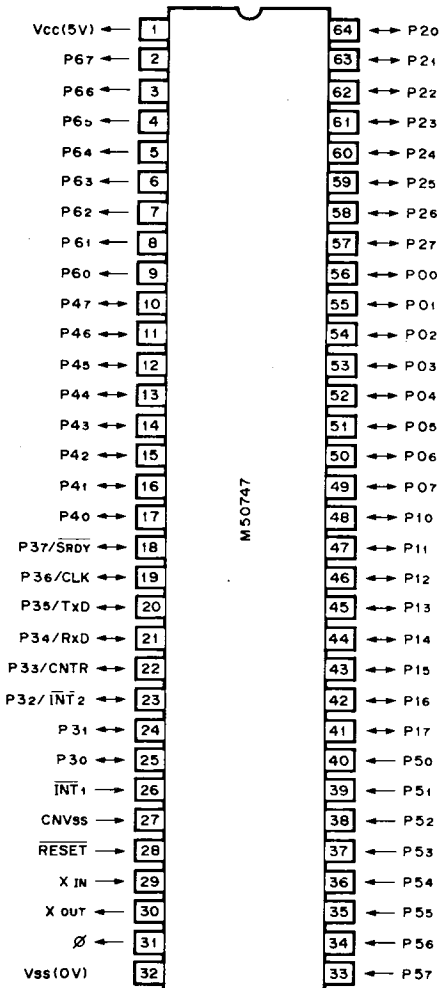 Vcc(5V) ← 1 64 ↔ P20
P67 ← 2 63 ↔ P21
P66 ← 3 62 ↔ P22
P65 ← 4 61 ↔ P23
P64 ← 5 60 ↔ P24
P63 ← 6 59 ↔ P25
P62 ← 7 58 ↔ P26
P61 ← 8 57 ↔ P27
P60 ← 9 56 ↔ P00
P47 ↔ 10 55 ↔ P01
P46 ↔ 11 54 ↔ P02
P45 ↔ 12 53 ↔ P03
P44 ↔ 13 52 ↔ P04
P43 ↔ 14 51 ↔ P05
P42 ↔ 15 50 ↔ P06
P41 ↔ 16 49 ↔ P07
P40 ↔ 17 48 ↔ P10
P37/S̅R̅D̅Y̅ ↔ 18 47 ↔ P11
P36/CLK ↔ 19 46 ↔ P12
P35/TxD ↔ 20 45 ↔ P13
P34/RxD ↔ 21 44 ↔ P14
P33/CNTR ↔ 22 43 ↔ P15
P32/I̅N̅T̅2 ↔ 23 42 ↔ P16
P31 ↔ 24 41 ↔ P17
P30 ↔ 25 40 ← P50
I̅N̅T̅1 → 26 39 ← P51
CNVss → 27 38 ← P52
R̅E̅S̅E̅T̅ → 28 37 ← P53
X IN → 29 36 ← P54
X OUT ← 30 35 ← P55
Ø ← 31 34 ← P56
Vss(0V) 32 33 ← P57
M50747